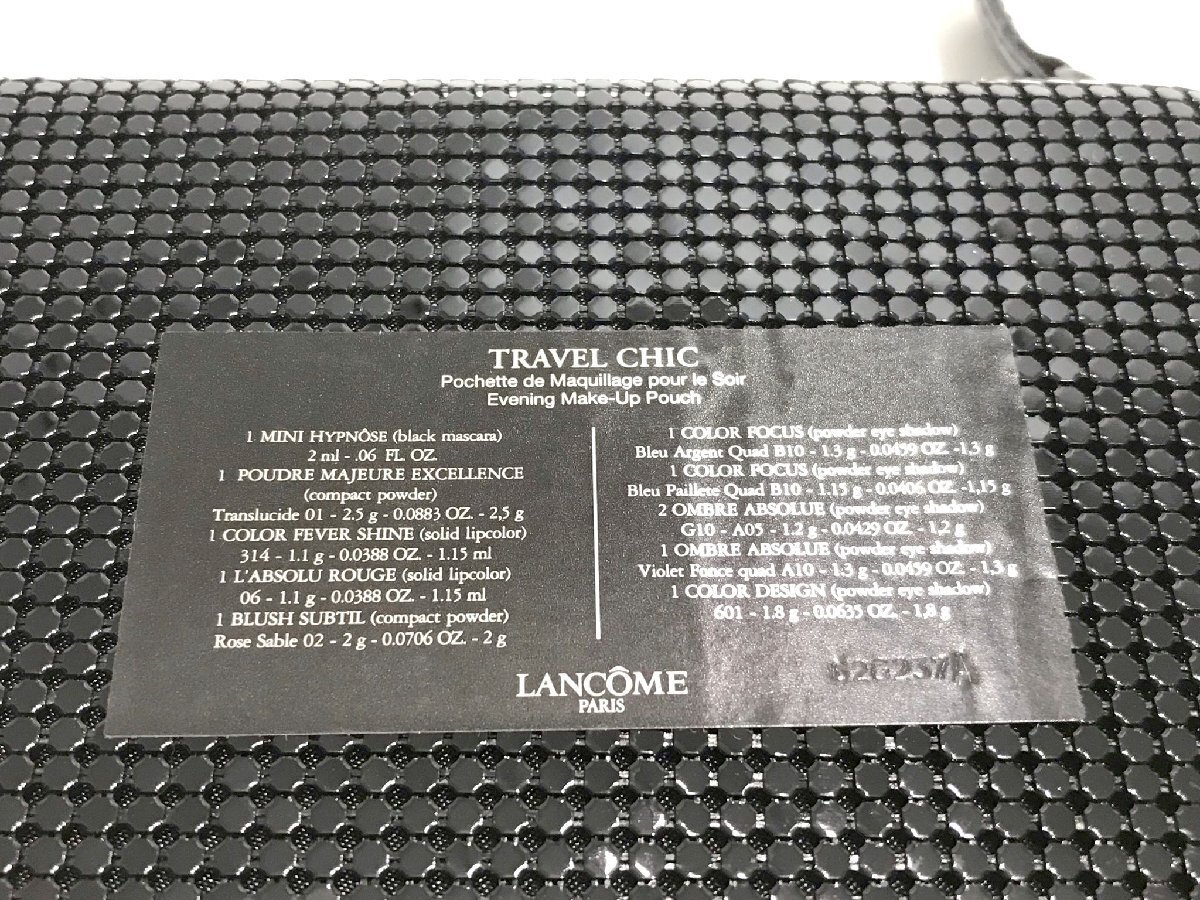 TRAVEL CHIC
Pochette de Maquillage pour le Soir
Evening Make-Up Pouch
1 MINI HYPNÔSE (black mascara)
2 ml - .06 FL. OZ.
1 POUDRE MAJEURE EXCELLENCE
(compact powder)
Translucide 01 - 2.5 g - 0.0883 OZ. - 2,5 g
1 COLOR FEVER SHINE (solid lipcolor)
314 - 1.1 g - 0.0388 OZ. - 1.15 ml
1 L'ABSOLU ROUGE (solid lipcolor)
06 - 1.1 g - 0.0388 OZ. - 1.15 ml
1 BLUSH SUBTIL (compact powder)
Rose Sable 02 - 2 g - 0.0706 OZ. - 2 g
1 COLOR FOCUS (powder eye shadow)
Bleu Argent Quad B10 - 1.3 g - 0.0459 OZ. -1.3 g
1 COLOR FOCUS (powder eye shadow)
Bleu Paillete Quad B10 - 1.15 g - 0.0406 OZ. -1,15 g
2 OMBRE ABSOLUE (powder eye shadow)
G10 - A05 - 1.2 g - 0.0429 OZ. - 1,2 g
1 OMBRE ABSOLUE (powder eye shadow)
Violet Fonce quad A10 - 1.3 g - 0.0459 OZ. - 1,3 g
1 COLOR DESIGN (powder eye shadow)
601 - 1.8 g - 0.0635 OZ. - 1,8 g
LANCÔME
PARIS